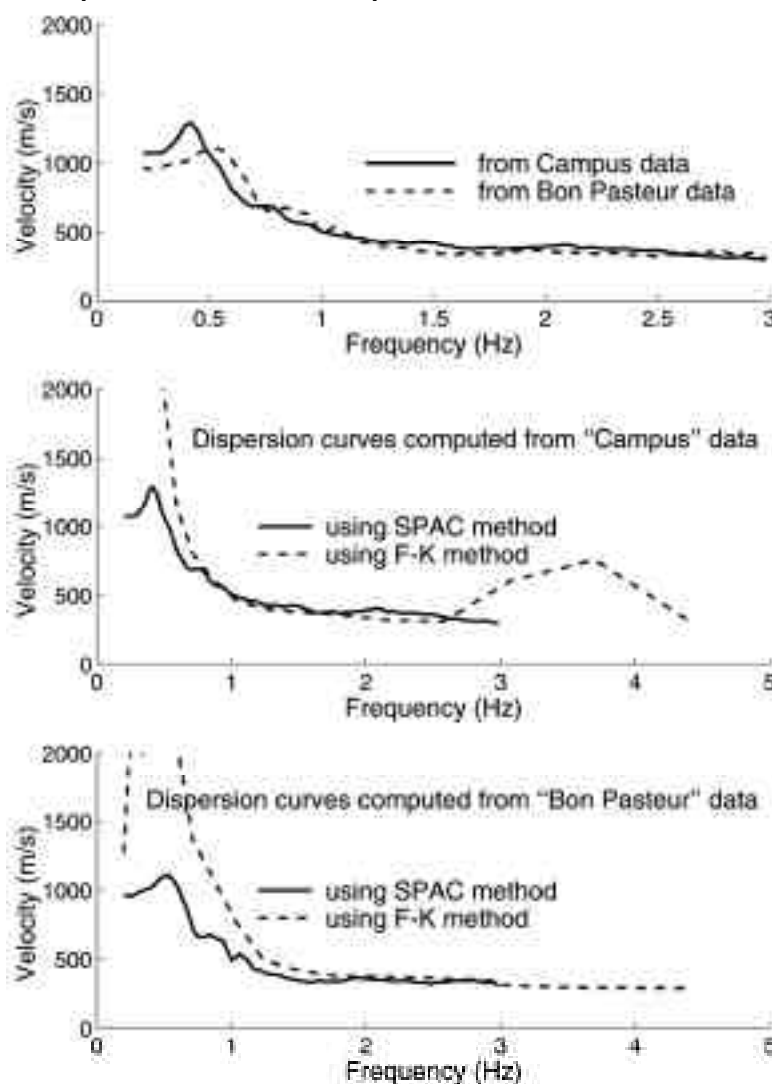 2000
1500
1000
500
0
Velocity (m/s)
from Campus data
from Bon Pasteur data
0 0.5 1 1.5 2 2.5 3
Frequency (Hz)
2000
1500
1000
500
0
Velocity (m/s)
Dispersion curves computed from "Campus" data
using SPAC method
using F-K method
0 1 2 3 4 5
Frequency (Hz)
2000
1500
1000
500
0
Velocity (m/s)
Dispersion curves computed from "Bon Pasteur" data
using SPAC method
using F-K method
0 1 2 3 4 5
Frequency (Hz)